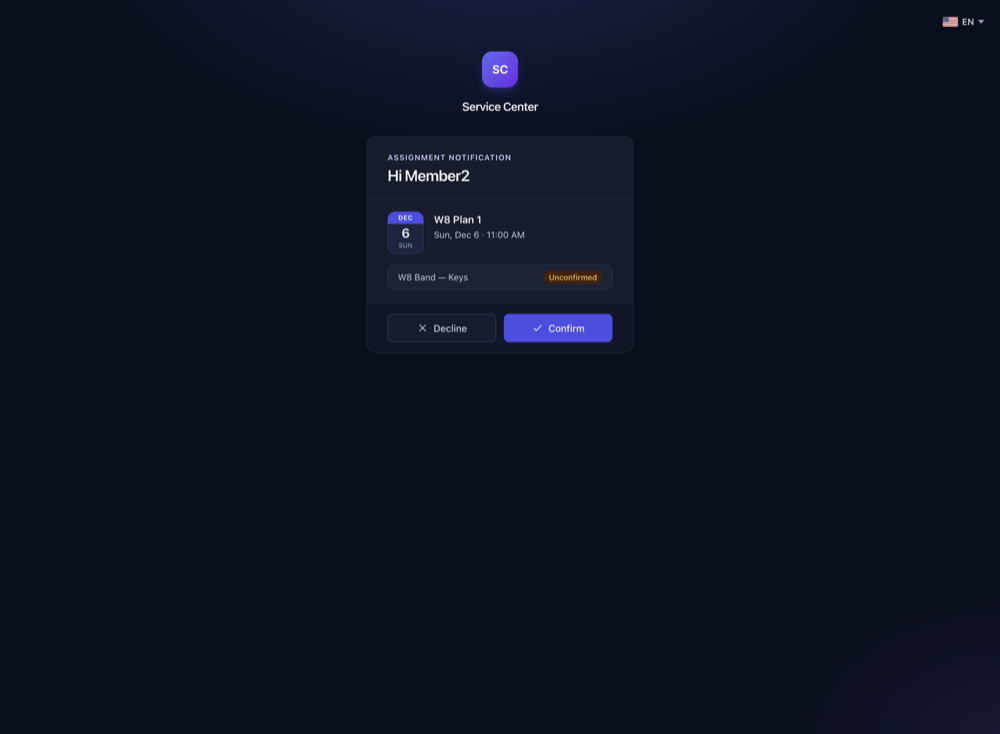 EN
SC
Service Center
ASSIGNMENT NOTIFICATION
Hi Member2
DEC
6
SUN
W8 Plan 1
Sun, Dec 6 · 11:00 AM
W8 Band — Keys
Unconfirmed
Decline
Confirm